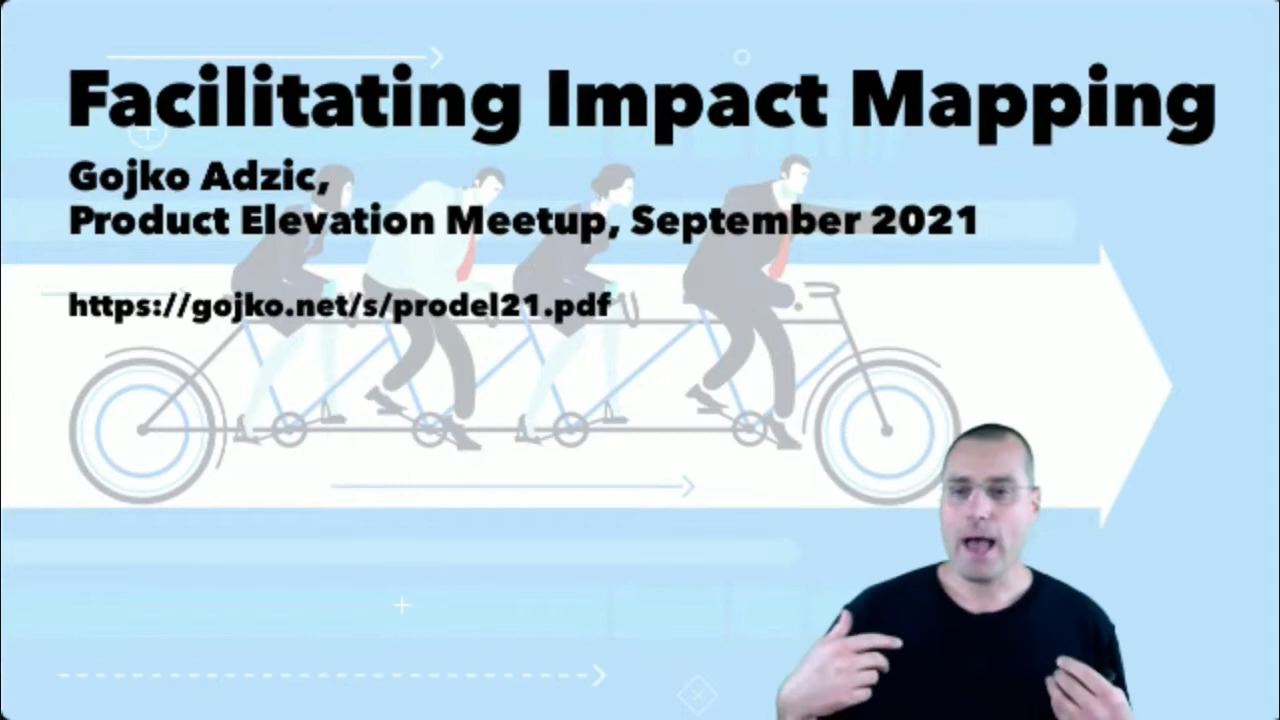 Facilitating Impact Mapping
Gojko Adzic,
Product Elevation Meetup, September 2021
https://gojko.net/s/prodel21.pdf